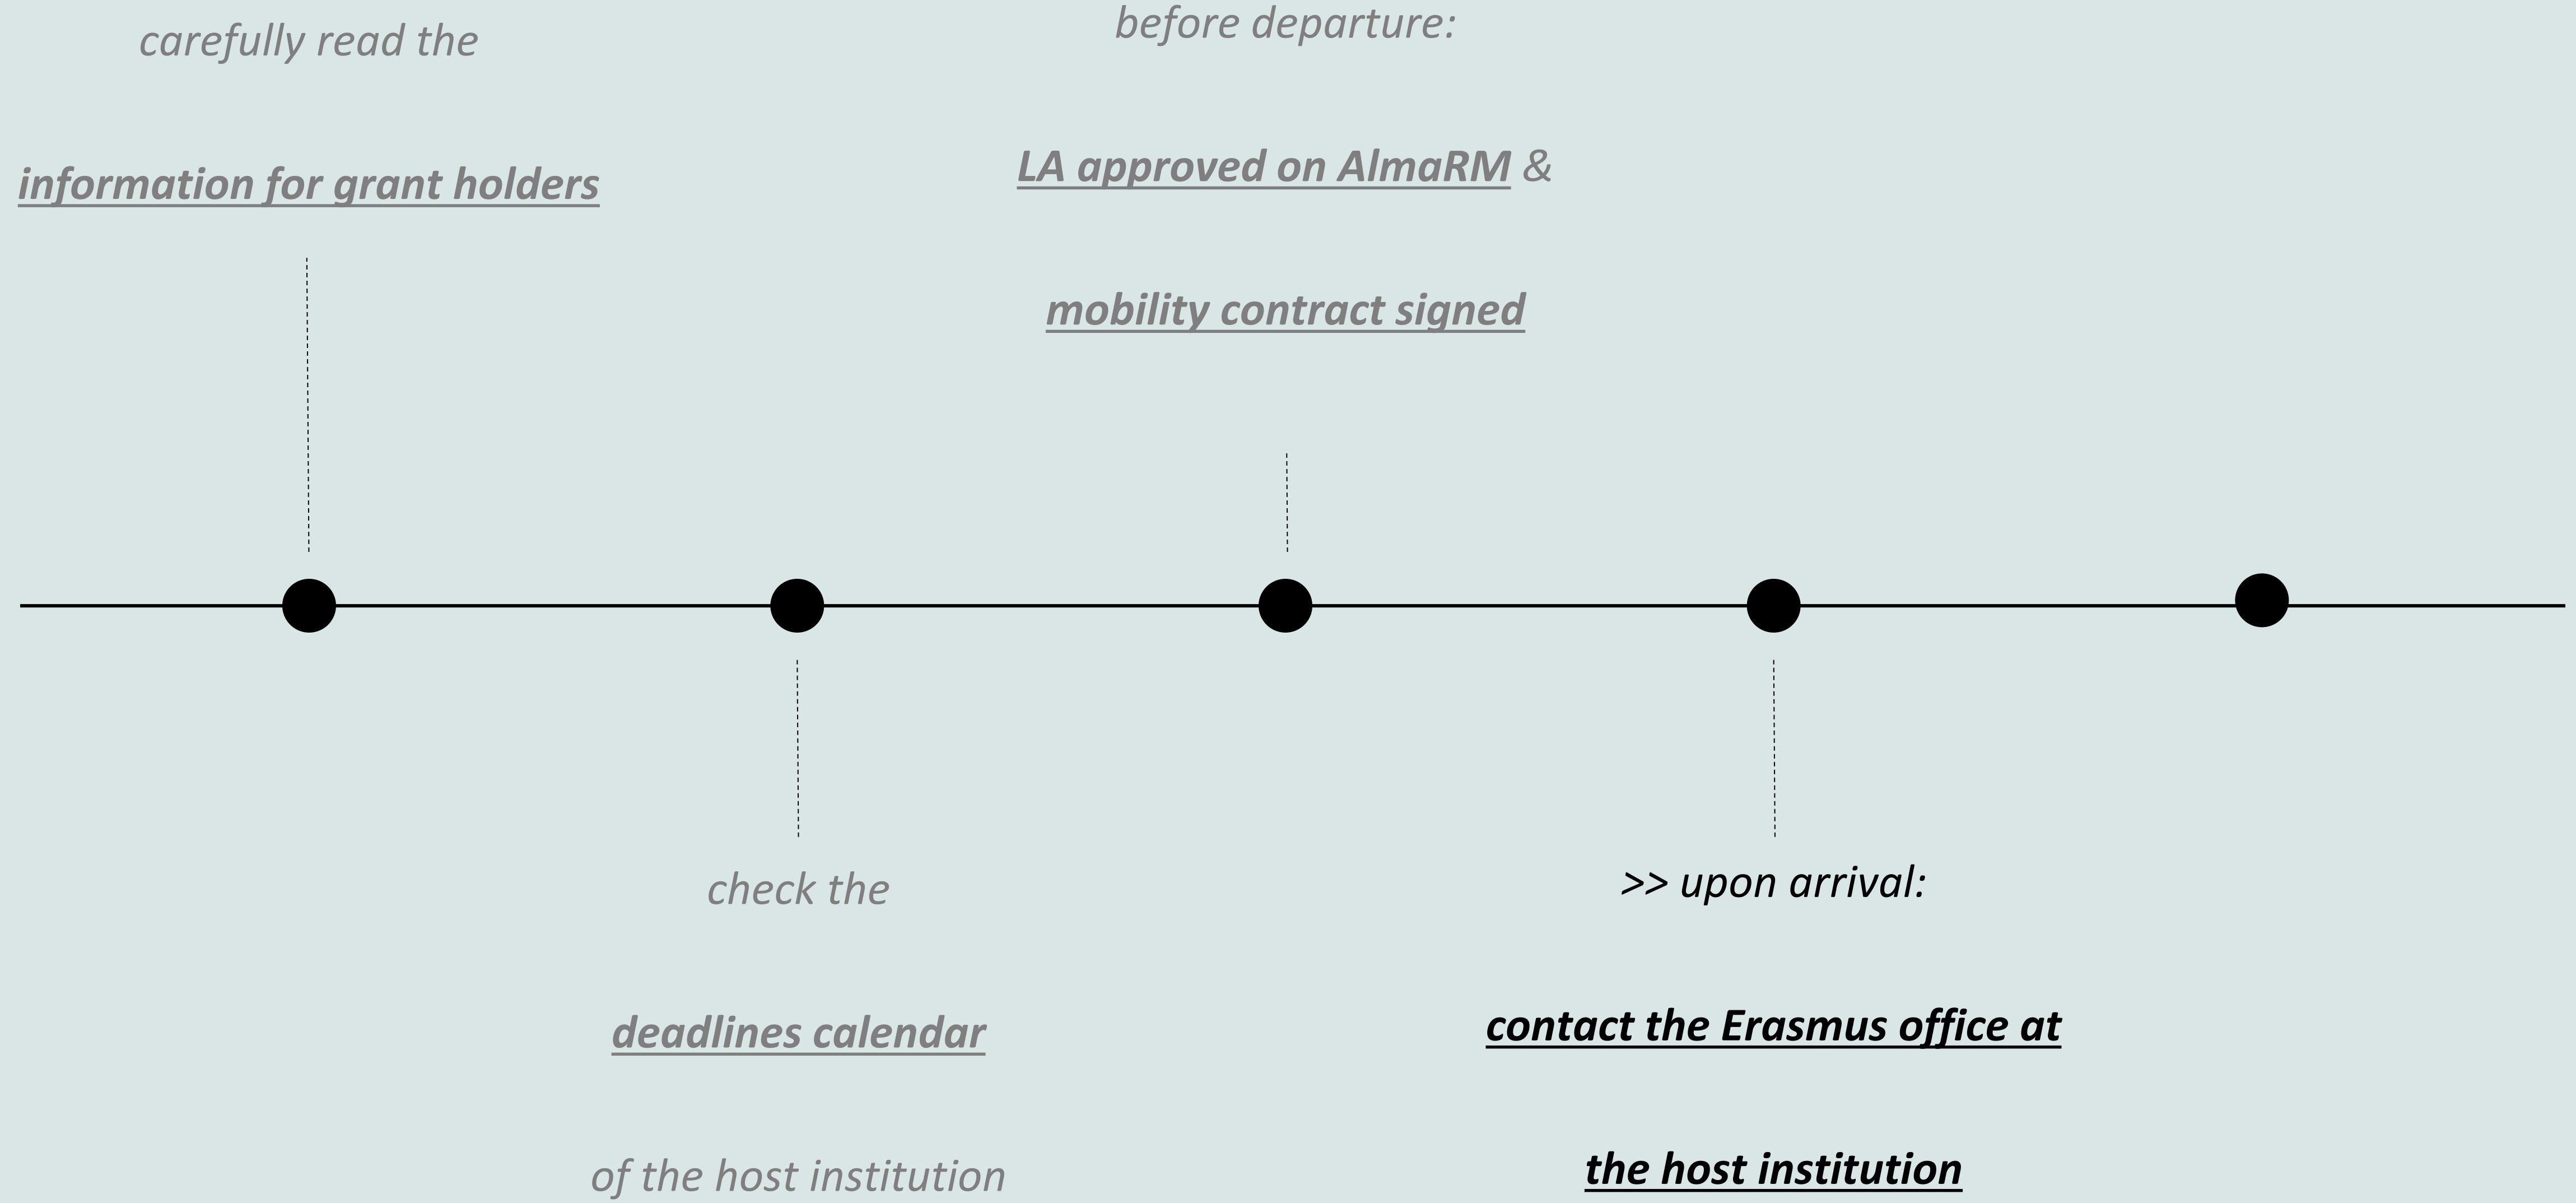 carefully read the
information for grant holders
check the
deadlines calendar
of the host institution
before departure:
LA approved on AlmaRM &
mobility contract signed
>> upon arrival:
contact the Erasmus office at
the host institution